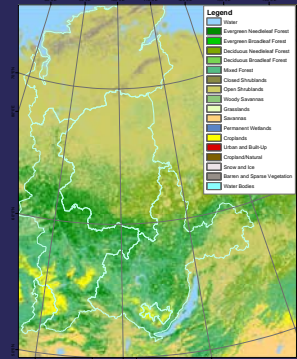 Legend
Water
Evergreen Needleleaf Forest
Evergreen Broadleaf Forest
Deciduous Needleleaf Forest
Deciduous Broadleaf Forest
Mixed Forest
Closed Shrublands
Open Shrublands
Woody Savannas
Grasslands
Savannas
Permanent Wetlands
Croplands
Urban and Built-Up
Cropland/Natural
Snow and Ice
Barren and Sparse Vegetation
Water Bodies